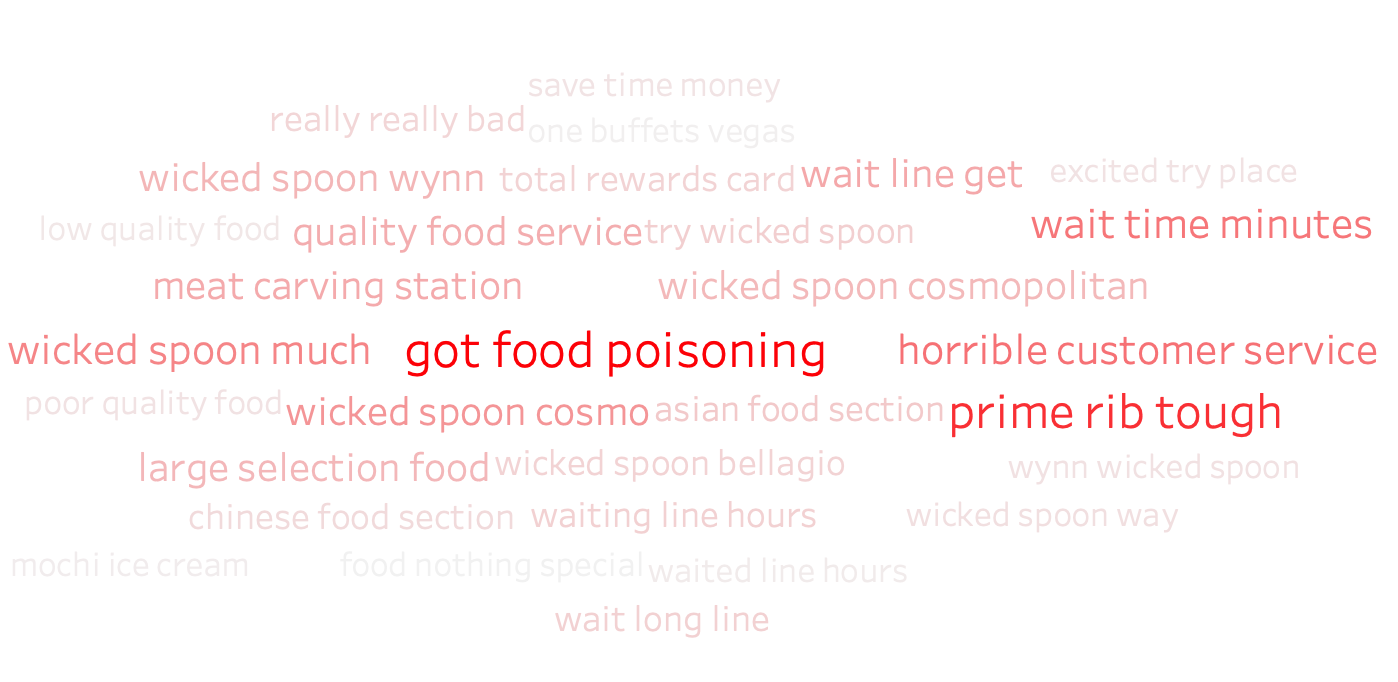 save time money
really really bad
one buffets vegas
wicked spoon wynn
total rewards card
wait line get
excited try place
low quality food
quality food service
try wicked spoon
wait time minutes
meat carving station
wicked spoon cosmopolitan
wicked spoon much
got food poisoning
horrible customer service
poor quality food
wicked spoon cosmo
asian food section
prime rib tough
large selection food
wicked spoon bellagio
wynn wicked spoon
chinese food section
waiting line hours
wicked spoon way
mochi ice cream
food nothing special
waited line hours
wait long line